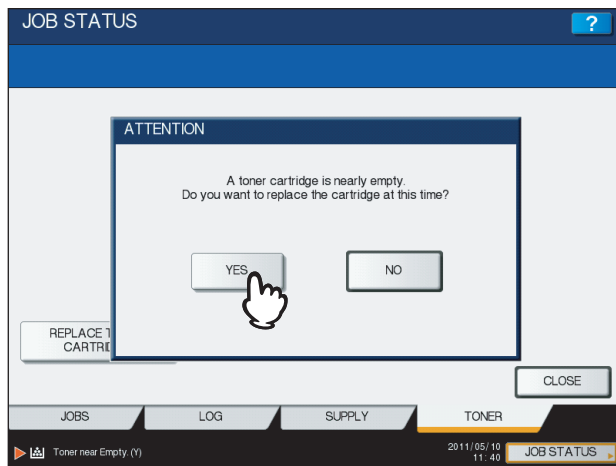 JOB STATUS
?
ATTENTION
A toner cartridge is nearly empty.
Do you want to replace the cartridge at this time?
YES
NO
REPLACE
CARTRI
CLOSE
JOBS
LOG
SUPPLY
TONER
Toner near Empty. (Y)
2011/05/10
11:40
JOB STATUS